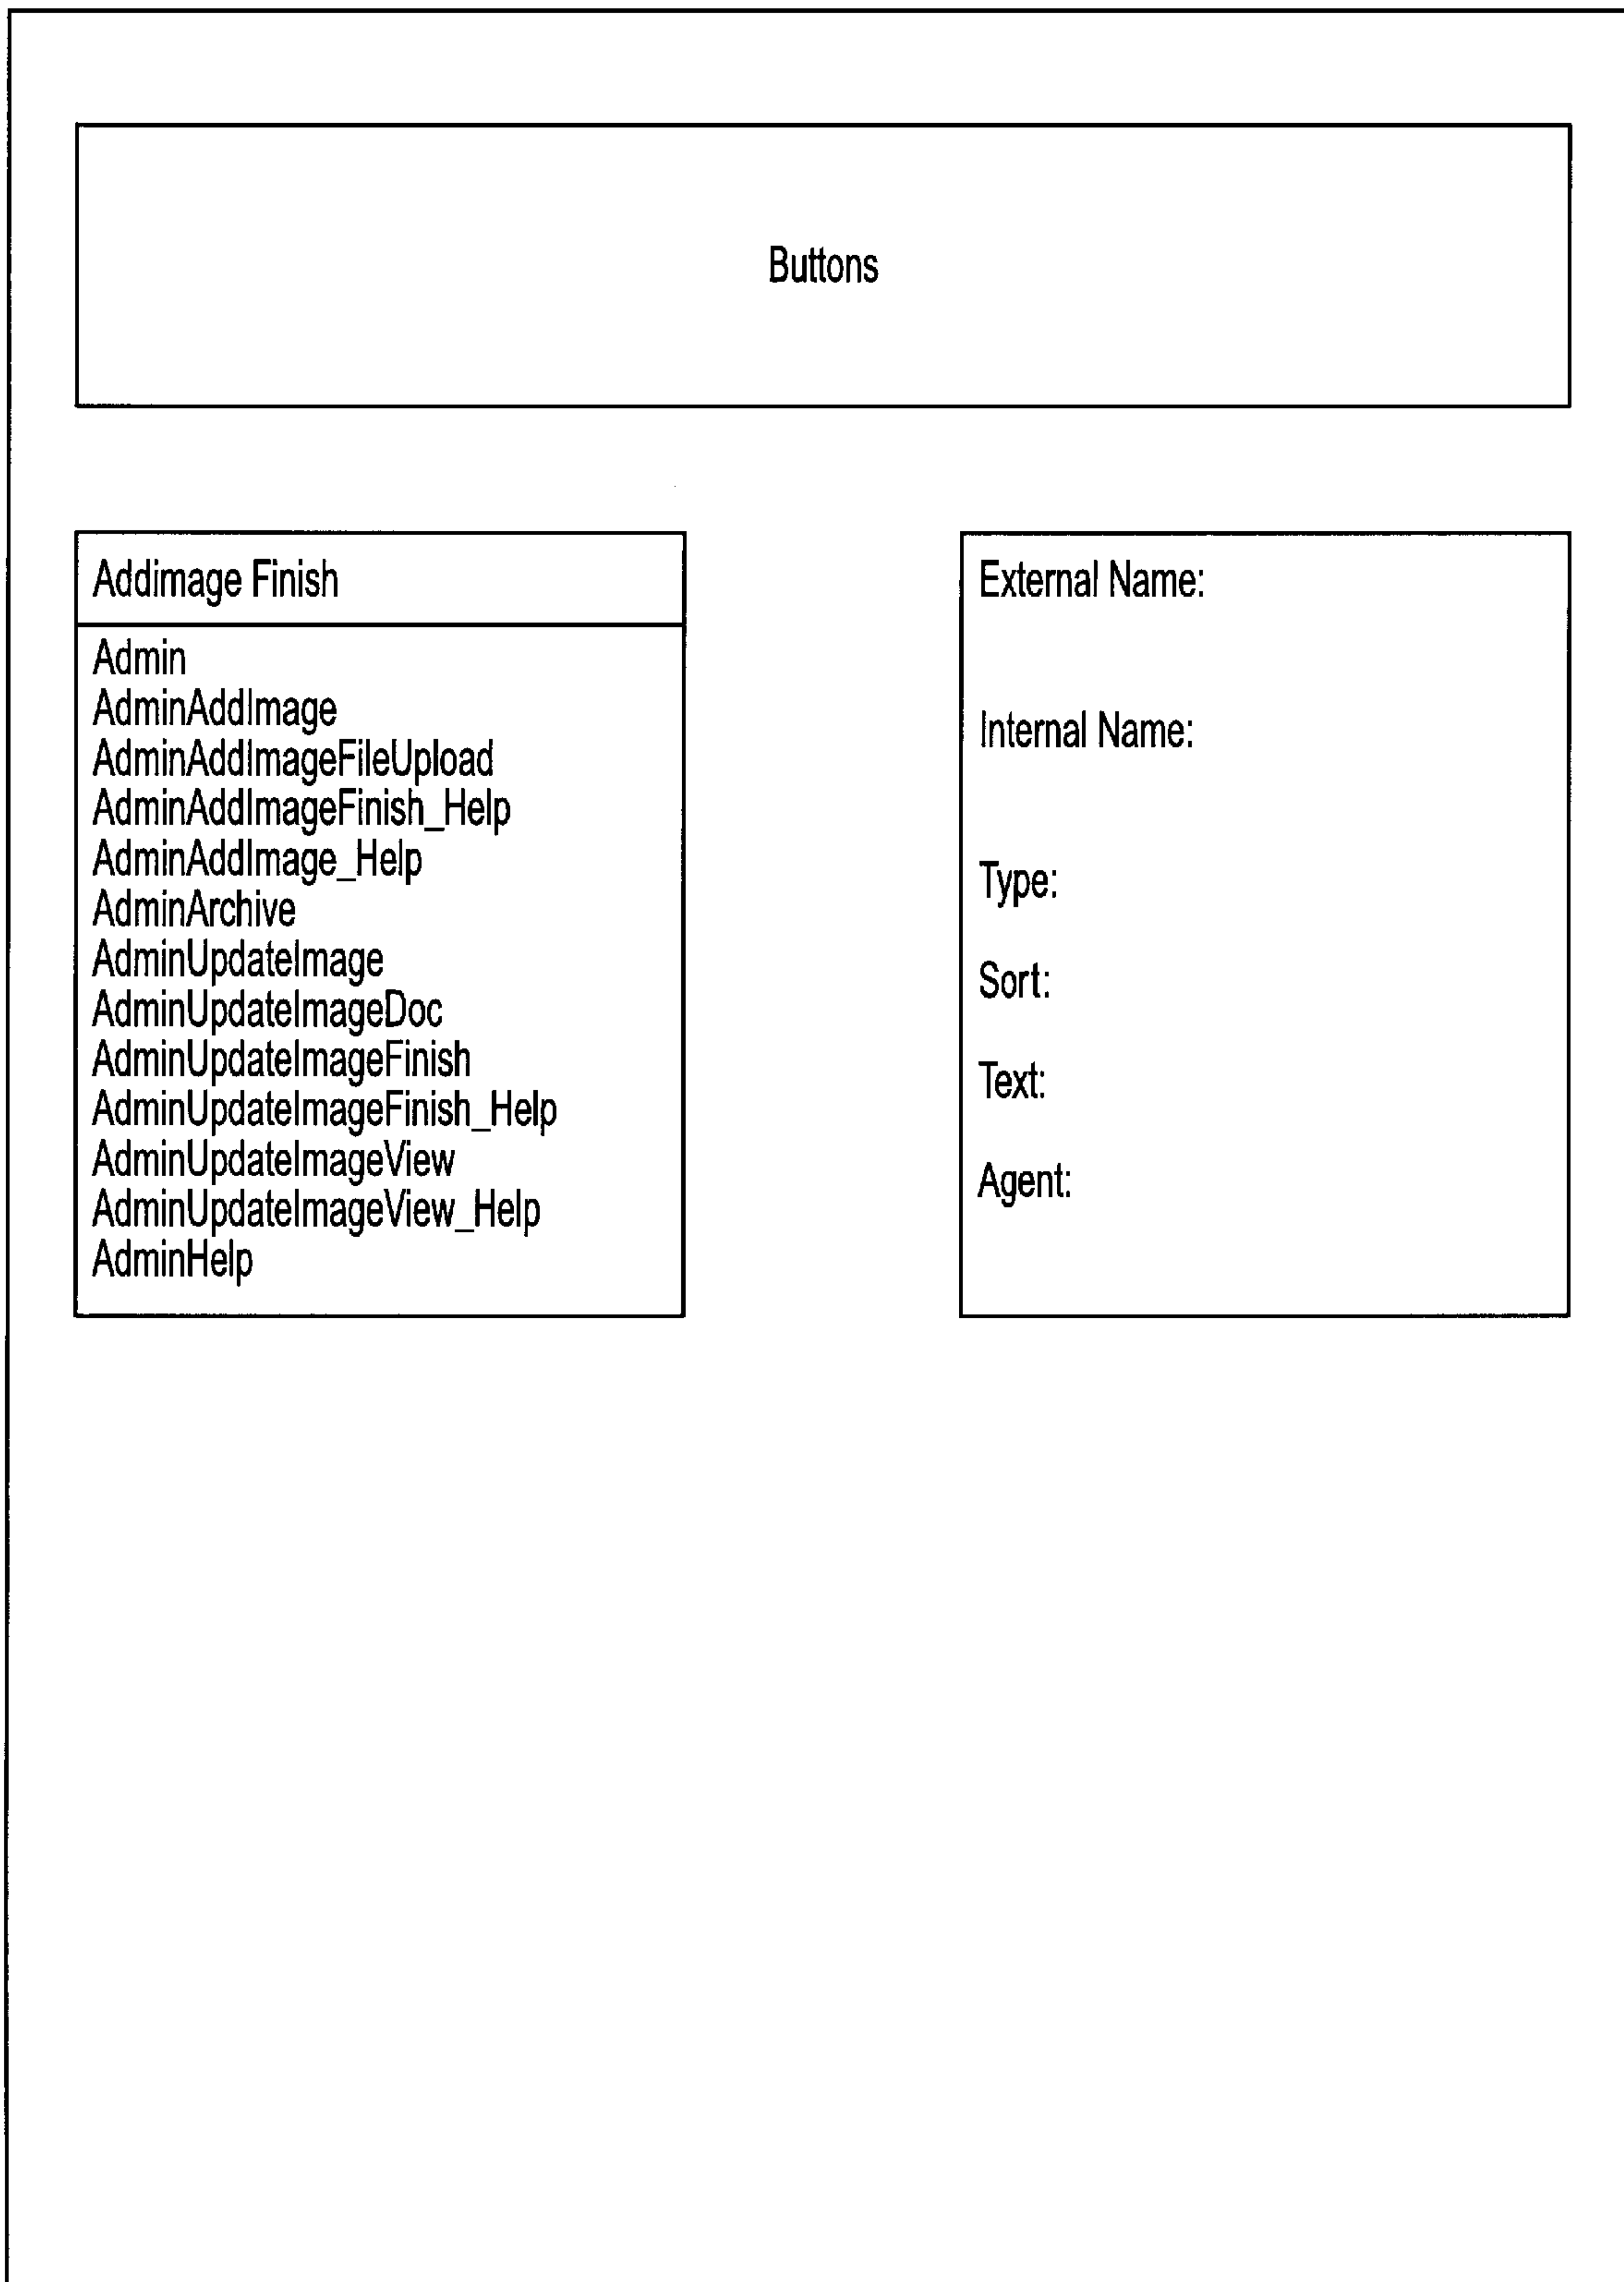 Buttons
Addimage Finish
Admin
AdminAddImage
AdminAddImageFileUpload
AdminAddImageFinish_Help
AdminAddImage_Help
AdminArchive
AdminUpdateImage
AdminUpdateImageDoc
AdminUpdateImageFinish
AdminUpdateImageFinish_Help
AdminUpdateImageView
AdminUpdateImageView_Help
AdminHelp
External Name:
Internal Name:
Type:
Sort:
Text:
Agent: